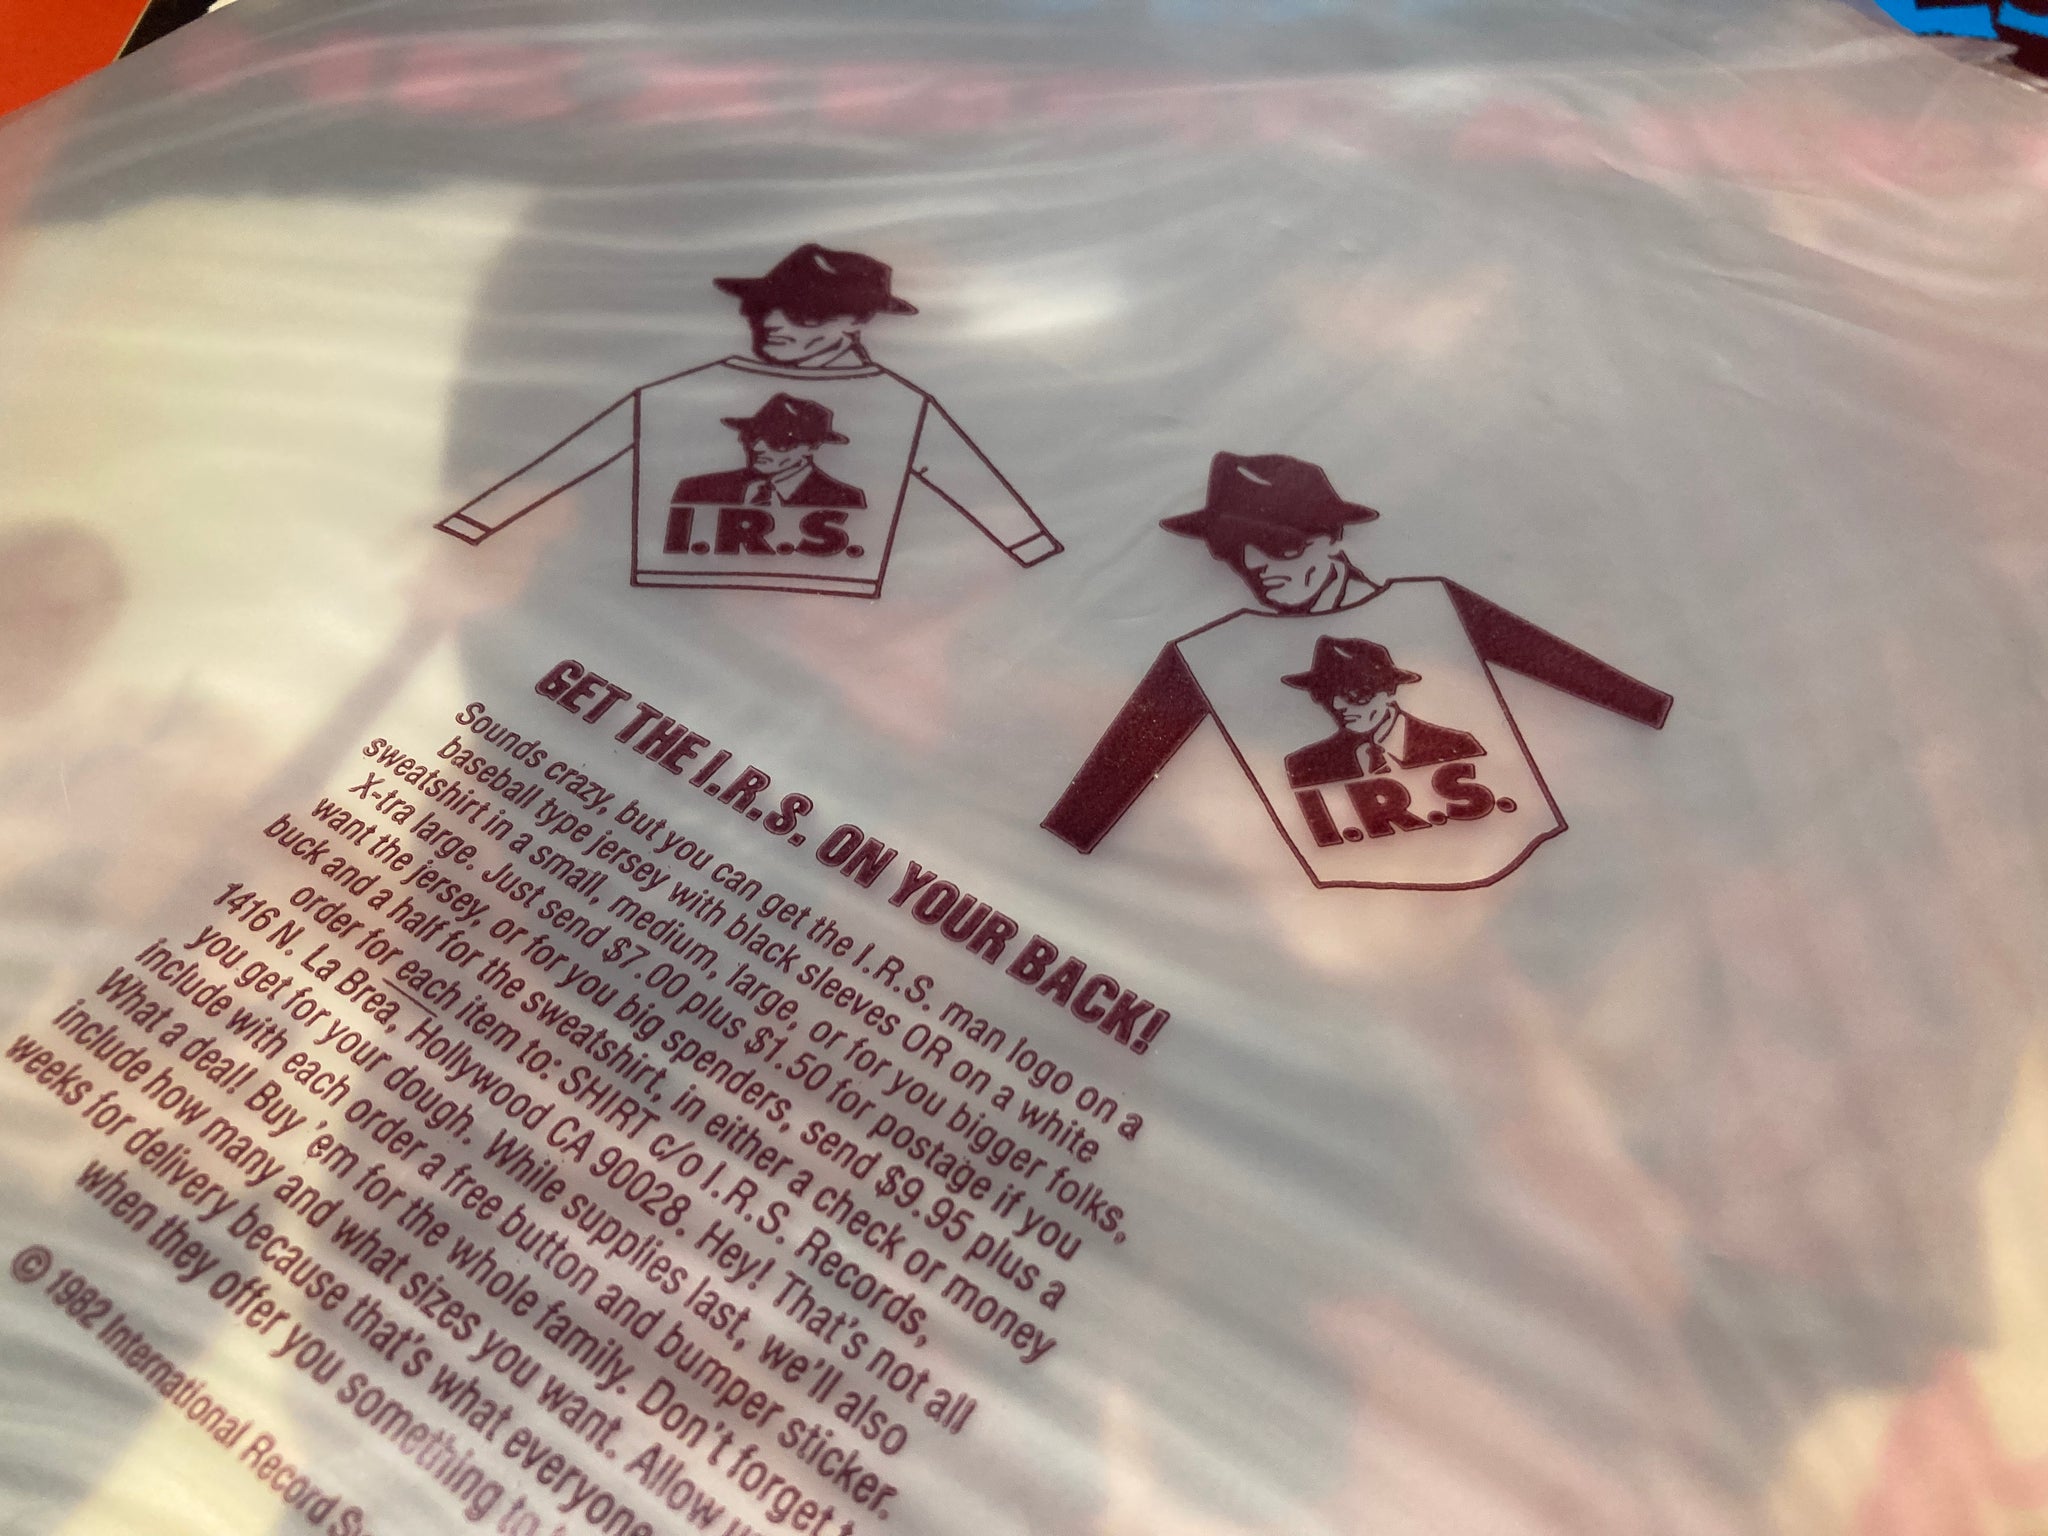 I.R.S.
I.R.S.
GET THE I.R.S. ON YOUR BACK!
Sounds crazy, but you can get the I.R.S. man logo on a
baseball type jersey with black sleeves OR on a white
sweatshirt in a small, medium, large, or for you bigger folks,
X-tra large. Just send $7.00 plus $1.50 for postage if you
want the jersey, or for you big spenders, send $9.95 plus a
buck and a half for the sweatshirt, in either a check or money
order for each item to: SHIRT c/o I.R.S. Records,
1416 N. La Brea, Hollywood CA 90028. Hey! That's not all
you get for your dough. While supplies last, we'll also
include with each order a free button and bumper sticker.
What a deal! Buy 'em for the whole family. Don't forget
include how many and what sizes you want. Allow
weeks for delivery because that's what everyone
when they offer you something
© 1982 International Record